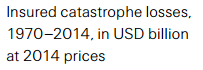 Insured catastrophe losses,
1970–2014, in USD billion
at 2014 prices